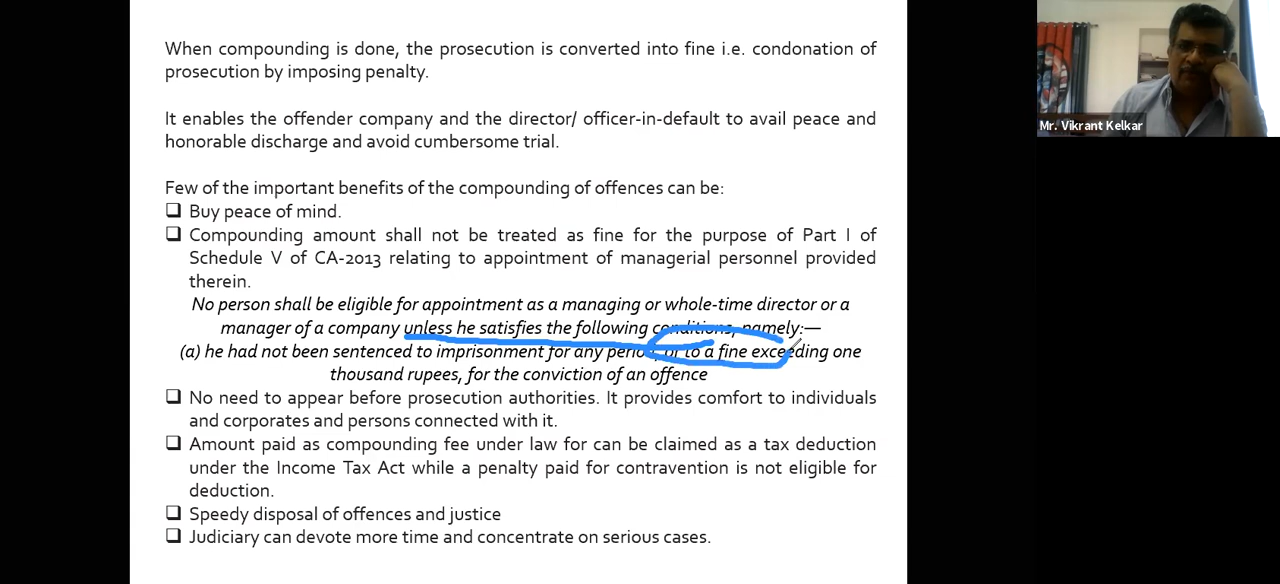 When compounding is done, the prosecution is converted into fine i.e. condonation of
prosecution by imposing penalty.
It enables the offender company and the director/ officer-in-default to avail peace and
honorable discharge and avoid cumbersome trial.
Few of the important benefits of the compounding of offences can be:
❑ Buy peace of mind.
❑ Compounding amount shall not be treated as fine for the purpose of Part I of
Schedule V of CA-2013 relating to appointment of managerial personnel provided
therein.
No person shall be eligible for appointment as a managing or whole-time director or a
manager of a company unless he satisfies the following conditions, namely:—
(a) he had not been sentenced to imprisonment for any period, or to a fine exceeding one
thousand rupees, for the conviction of an offence
❑ No need to appear before prosecution authorities. It provides comfort to individuals
and corporates and persons connected with it.
❑ Amount paid as compounding fee under law for can be claimed as a tax deduction
under the Income Tax Act while a penalty paid for contravention is not eligible for
deduction.
❑ Speedy disposal of offences and justice
❑ Judiciary can devote more time and concentrate on serious cases.
Mr. Vikrant Kelkar